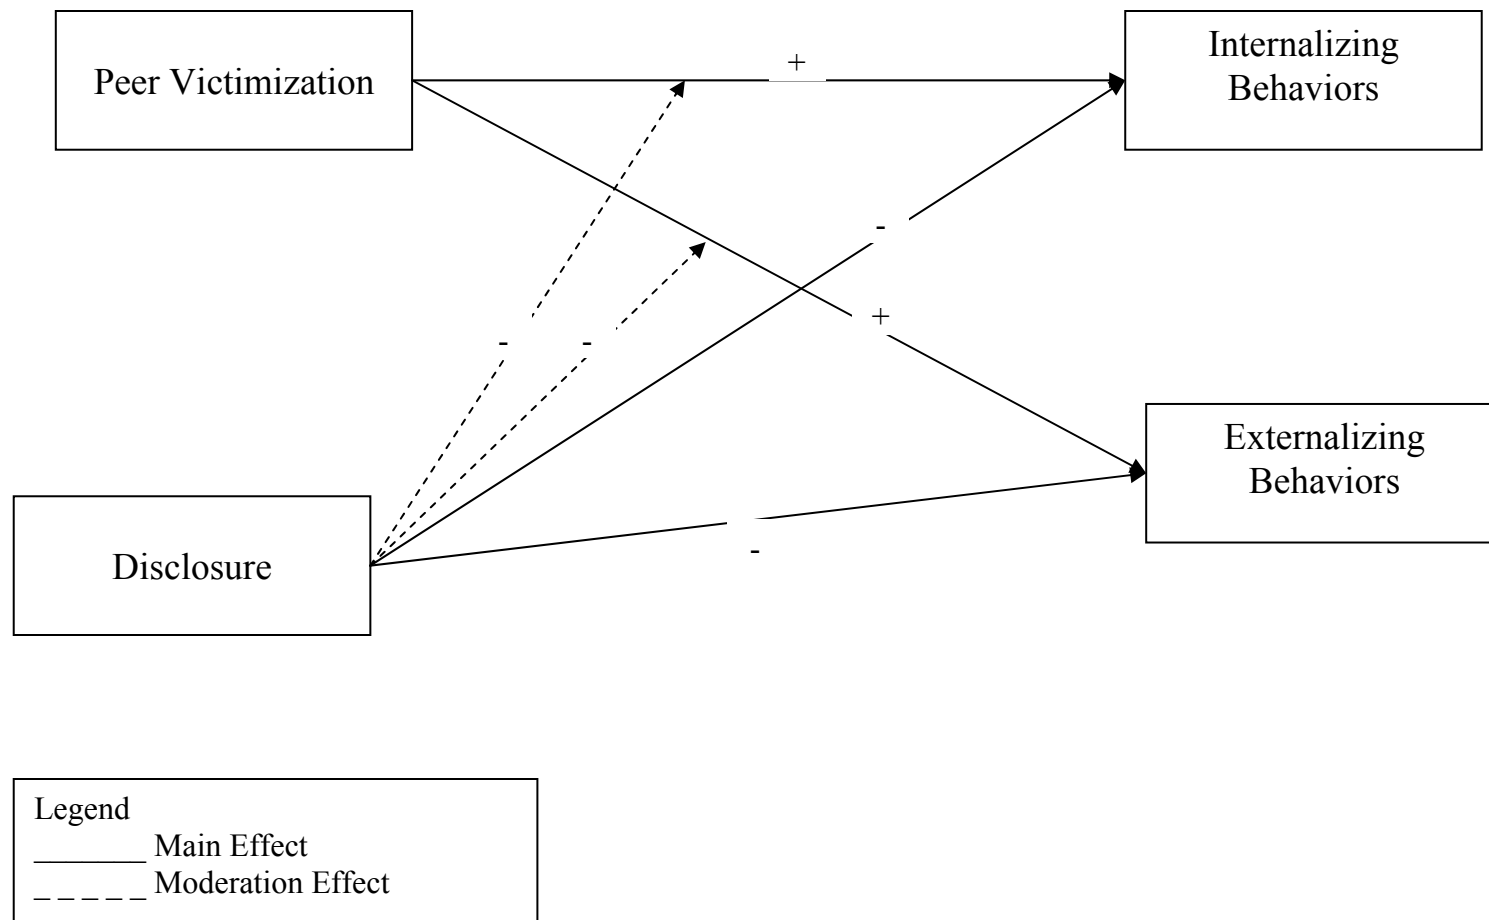 Peer Victimization
+
Internalizing
Behaviors
-
+
-
-
Externalizing
Behaviors
Disclosure
-
Legend
_______ Main Effect
_ _ _ _ _ Moderation Effect